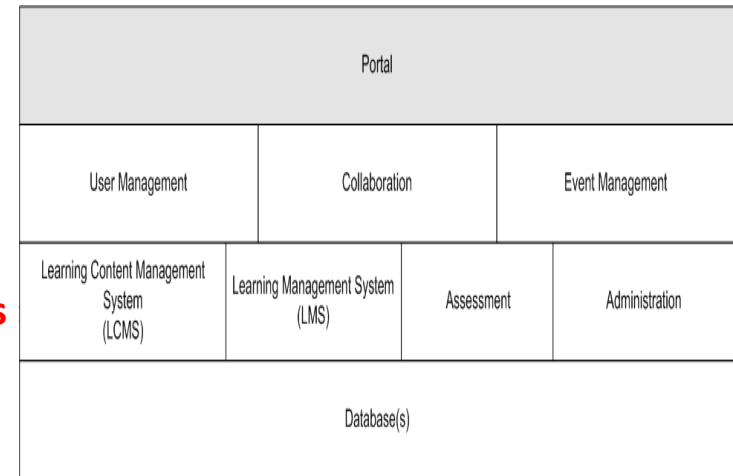 Portal
User Management
Collaboration
Event Management
Learning Content Management
System
(LCMS)
Learning Management System
(LMS)
Assessment
Administration
s
Database(s)